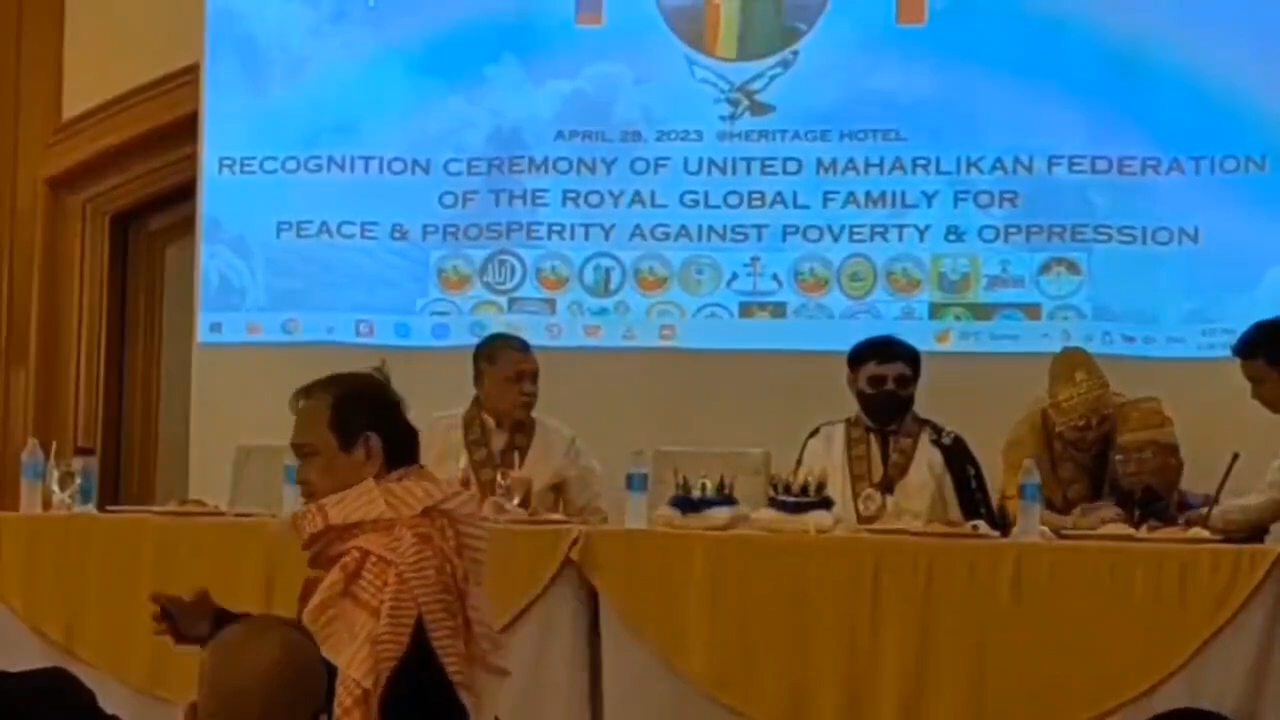 APRIL 28, 2023 @HERITAGE HOTEL
RECOGNITION CEREMONY OF UNITED MAHARLIKAN FEDERATION
OF THE ROYAL GLOBAL FAMILY FOR
PEACE & PROSPERITY AGAINST POVERTY & OPPRESSION